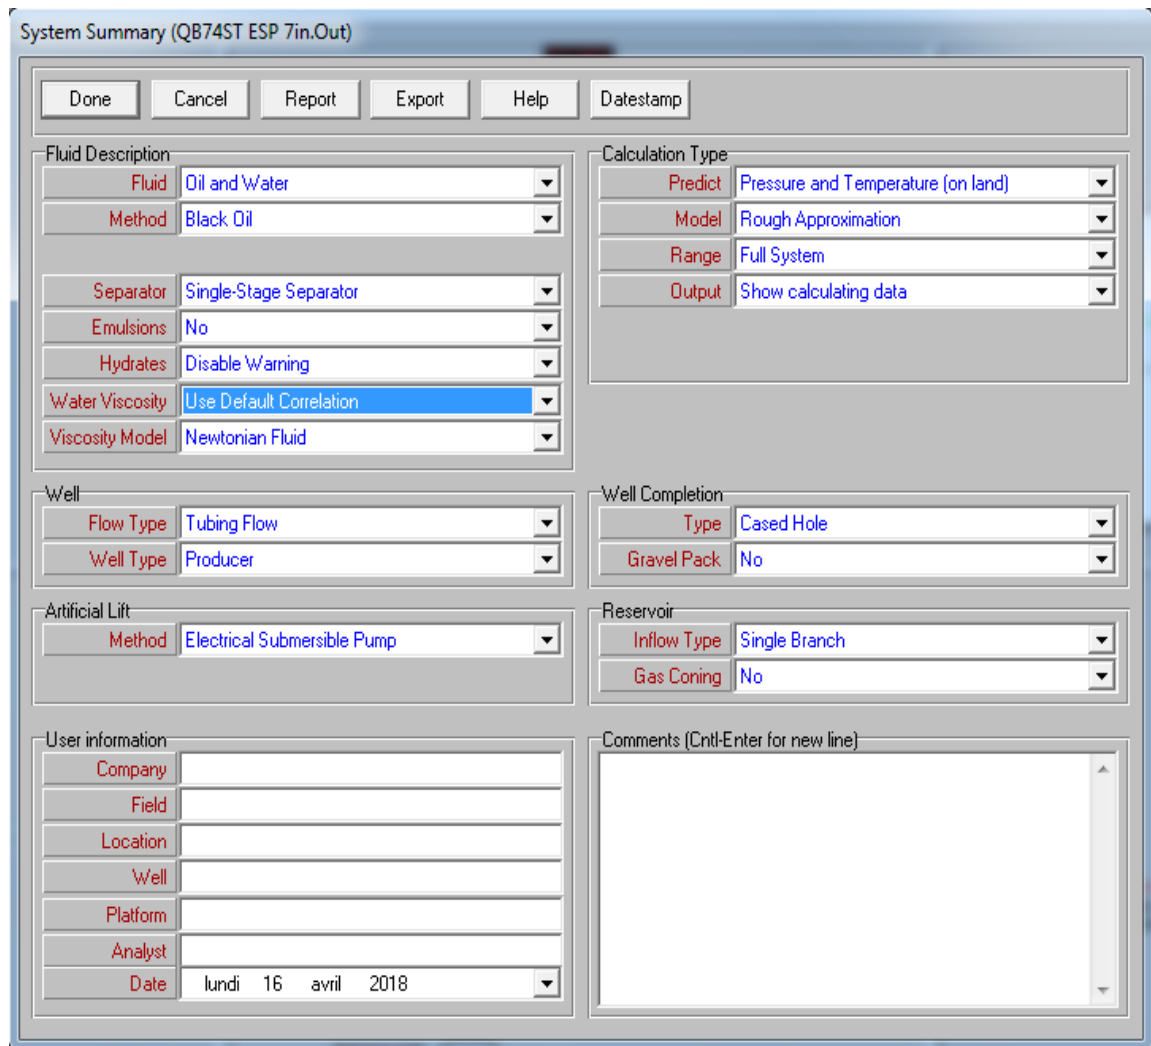 System Summary (QB74ST ESP 7in.Out)
Done Cancel Report Export Help Datestamp
Fluid Description
Fluid Oil and Water
Method Black Oil
Separator Single-Stage Separator
Emulsions No
Hydrates Disable Warning
Water Viscosity Use Default Correlation
Viscosity Model Newtonian Fluid
Calculation Type
Predict Pressure and Temperature (on land)
Model Rough Approximation
Range Full System
Output Show calculating data
Well
Flow Type Tubing Flow
Well Type Producer
Well Completion
Type Cased Hole
Gravel Pack No
Artificial Lift
Method Electrical Submersible Pump
Reservoir
Inflow Type Single Branch
Gas Coning No
User information
Company
Field
Location
Well
Platform
Analyst
Date lundi 16 avril 2018
Comments (Cntl-Enter for new line)